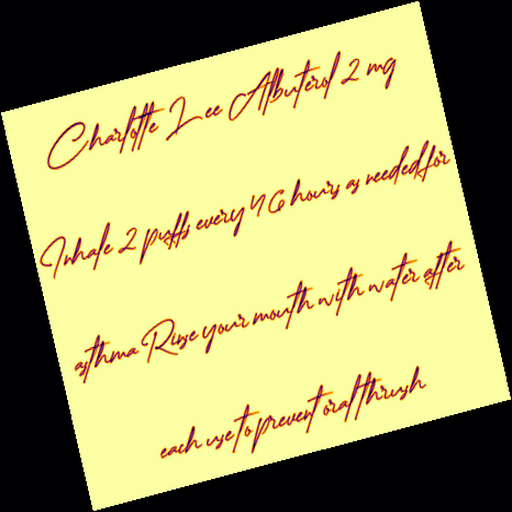 Charlotte Lee Albuterol 2 mg
Inhale 2 puffs every 4 6 hours as needed for
asthma Rinse your mouth with water after
each use to prevent oral thrush